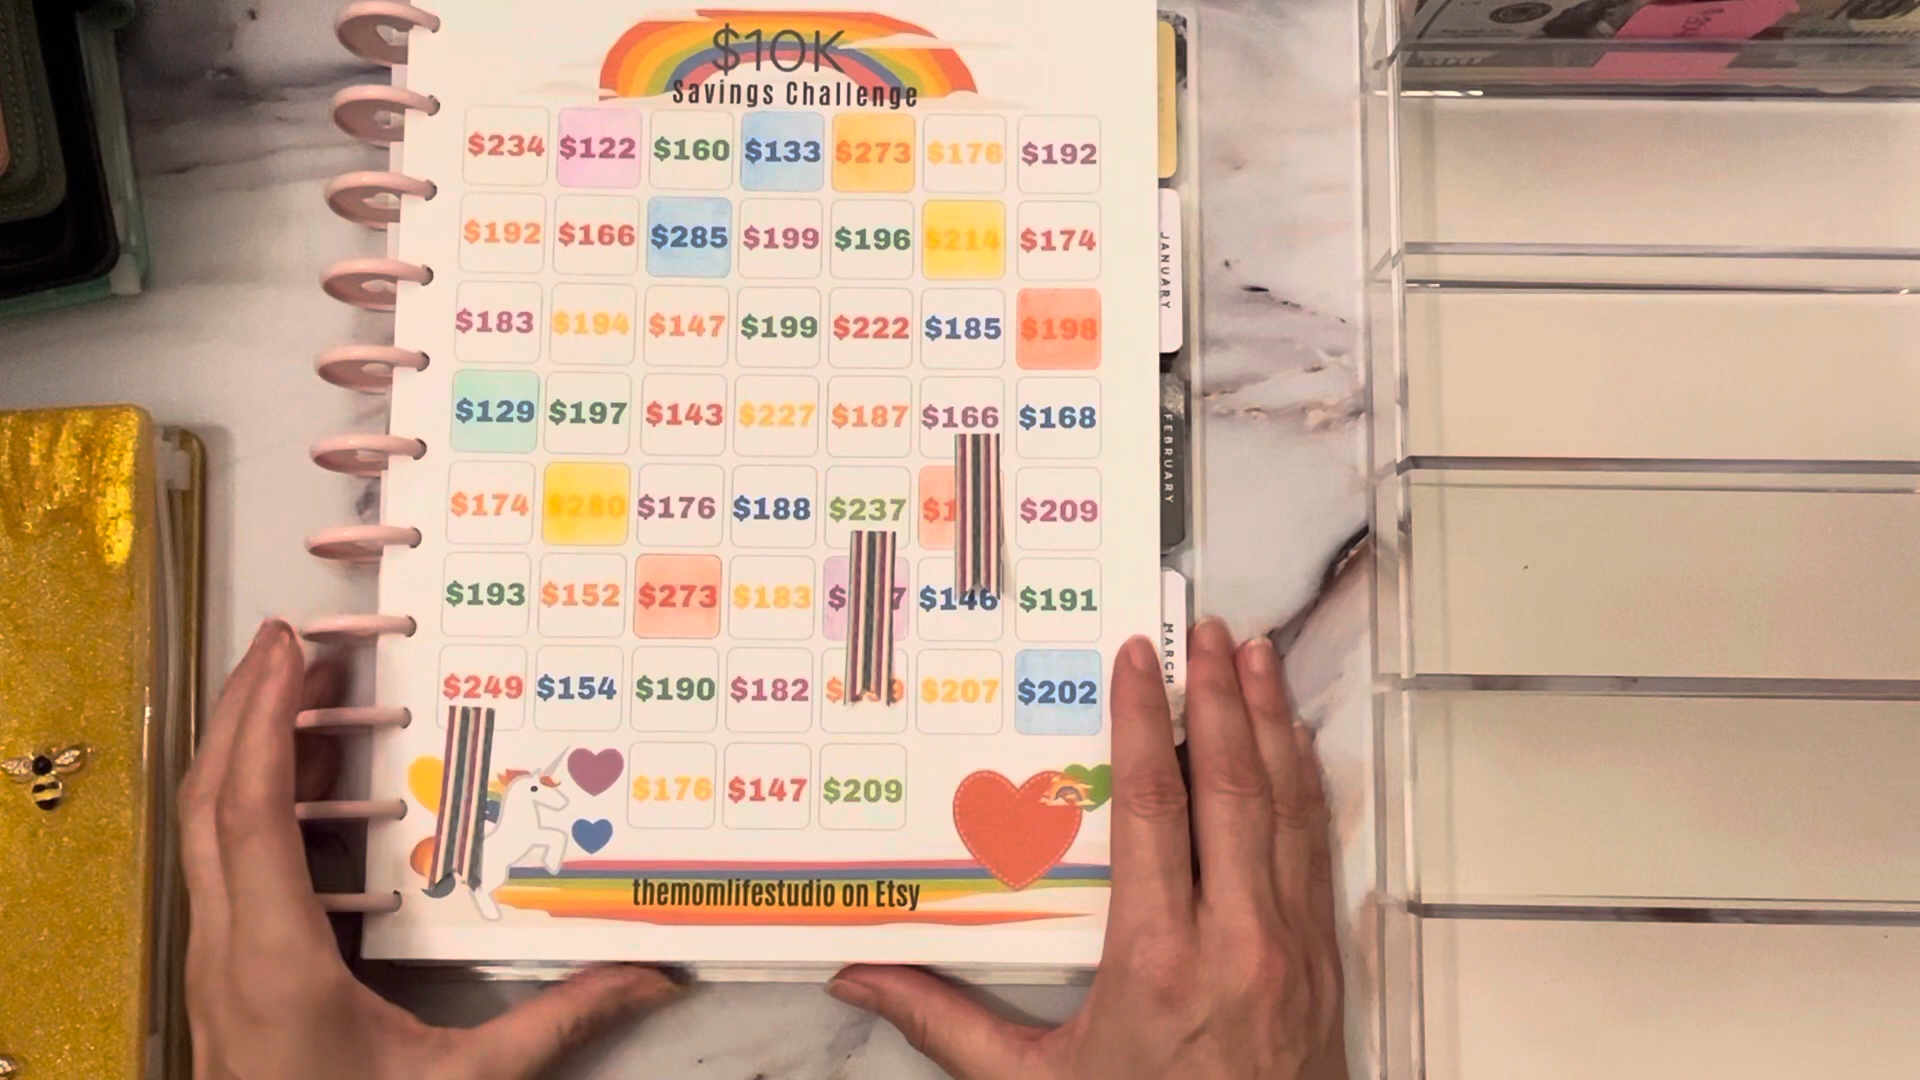 $10K
Savings Challenge
$234 $122 $160 $133 $273 $176 $192
$192 $166 $285 $199 $196 $214 $174
$183 $194 $147 $199 $222 $185 $198
$129 $197 $143 $227 $187 $166 $168
$174 $280 $176 $188 $237 $1 $209
$193 $152 $273 $183 $ 7 $146 $191
$249 $154 $190 $182 $ 9 $207 $202
$176 $147 $209
themomlifestudio on Etsy
JANUARY
FEBRUARY
MARCH